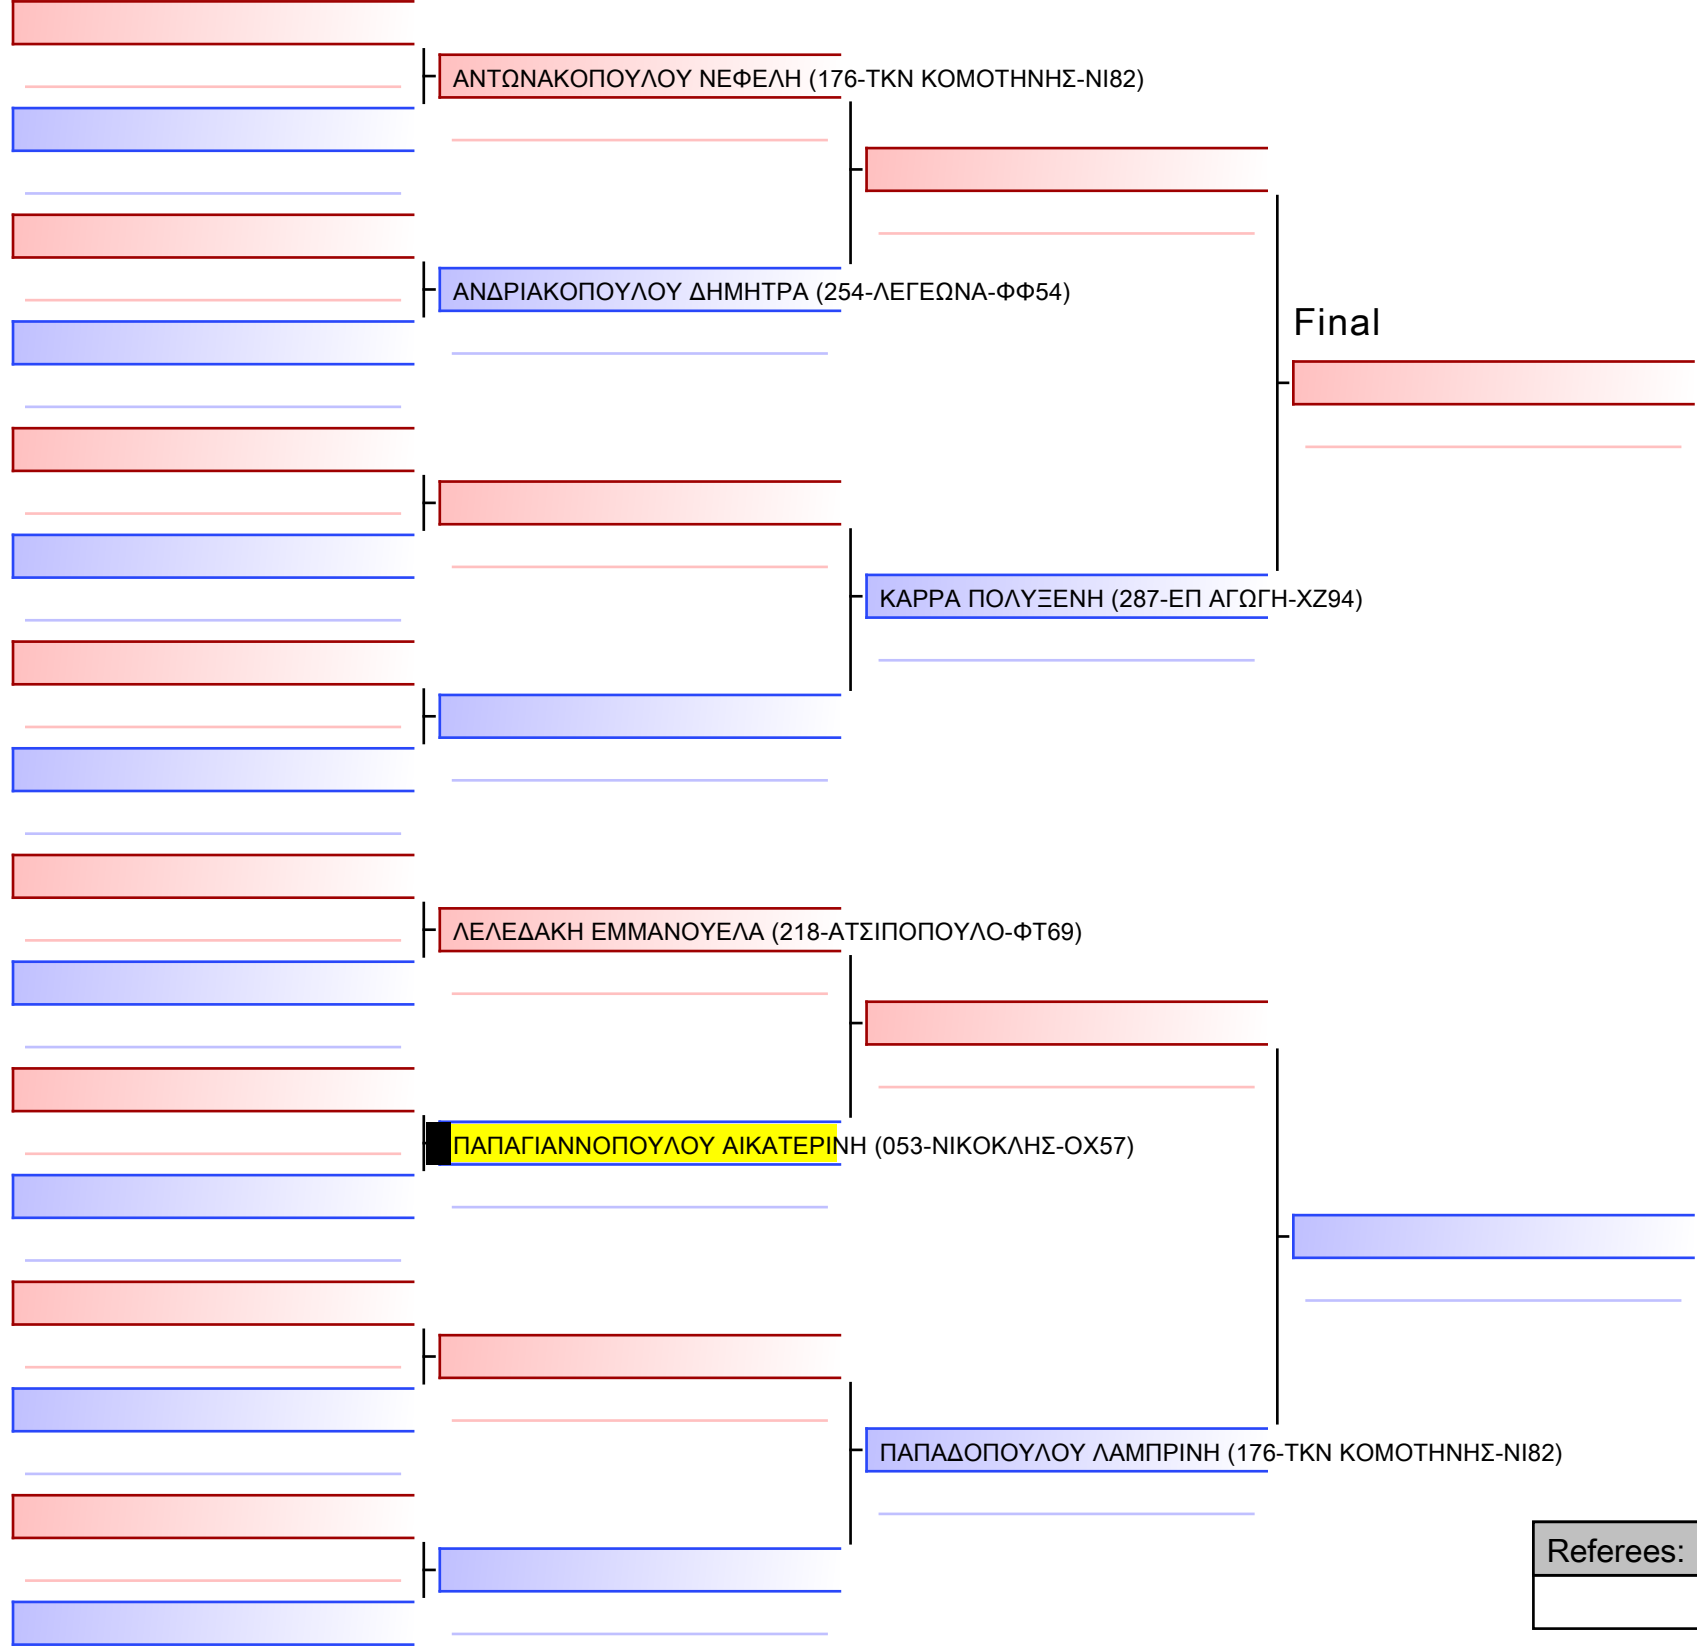 ΑΝΤΩΝΑΚΟΠΟΥΛΟΥ ΝΕΦΕΛΗ (176-ΤΚΝ ΚΟΜΟΤΗΝΗΣ-ΝΙ82)
ΑΝΔΡΙΑΚΟΠΟΥΛΟΥ ΔΗΜΗΤΡΑ (254-ΛΕΓΕΩΝΑ-ΦΦ54)
Final
ΚΑΡΡΑ ΠΟΛΥΞΕΝΗ (287-ΕΠ ΑΓΩΓΗ-ΧΖ94)
ΛΕΛΕΔΑΚΗ ΕΜΜΑΝΟΥΕΛΑ (218-ΑΤΣΙΠΟΠΟΥΛΟ-ΦΤ69)
ΠΑΠΑΓΙΑΝΝΟΠΟΥΛΟΥ ΑΙΚΑΤΕΡΙΝΗ (053-ΝΙΚΟΚΛΗΣ-ΟΧ57)
ΠΑΠΑΔΟΠΟΥΛΟΥ ΛΑΜΠΡΙΝΗ (176-ΤΚΝ ΚΟΜΟΤΗΝΗΣ-ΝΙ82)
Referees: